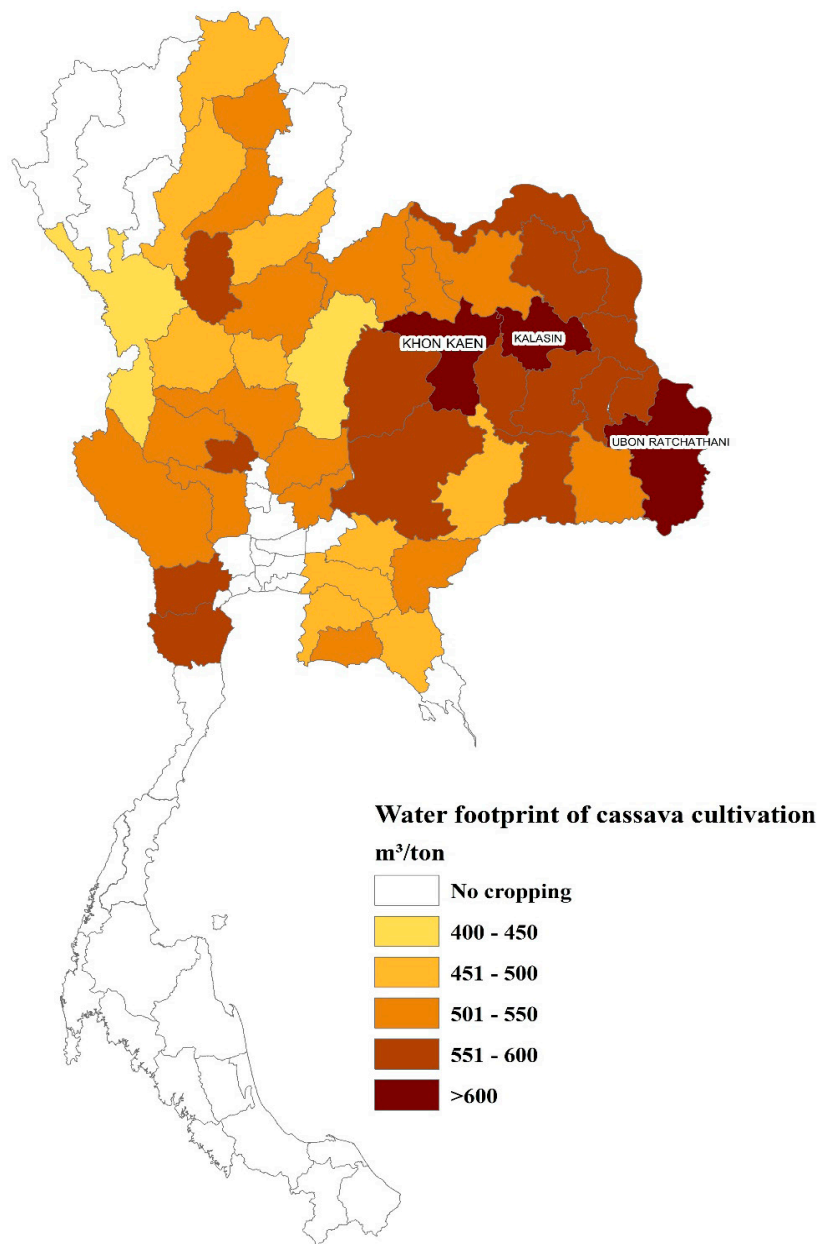 KHON KAEN
KALASIN
UBON RATCHATHANI
Water footprint of cassava cultivation
m³/ton
No cropping
400 - 450
451 - 500
501 - 550
551 - 600
>600